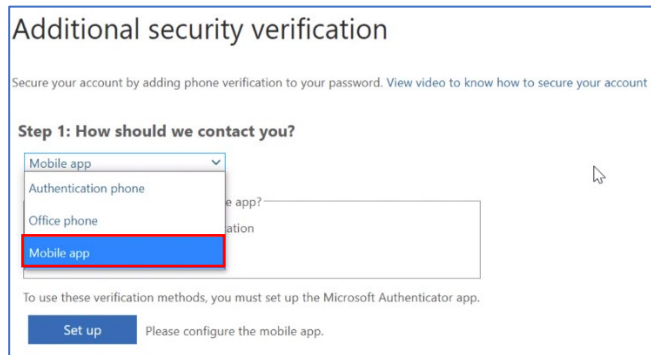 Additional security verification
Secure your account by adding phone verification to your password. View video to know how to secure your account
Step 1: How should we contact you?
Mobile app
Authentication phone
e app?
Office phone
ation
Mobile app
To use these verification methods, you must set up the Microsoft Authenticator app.
Set up Please configure the mobile app.